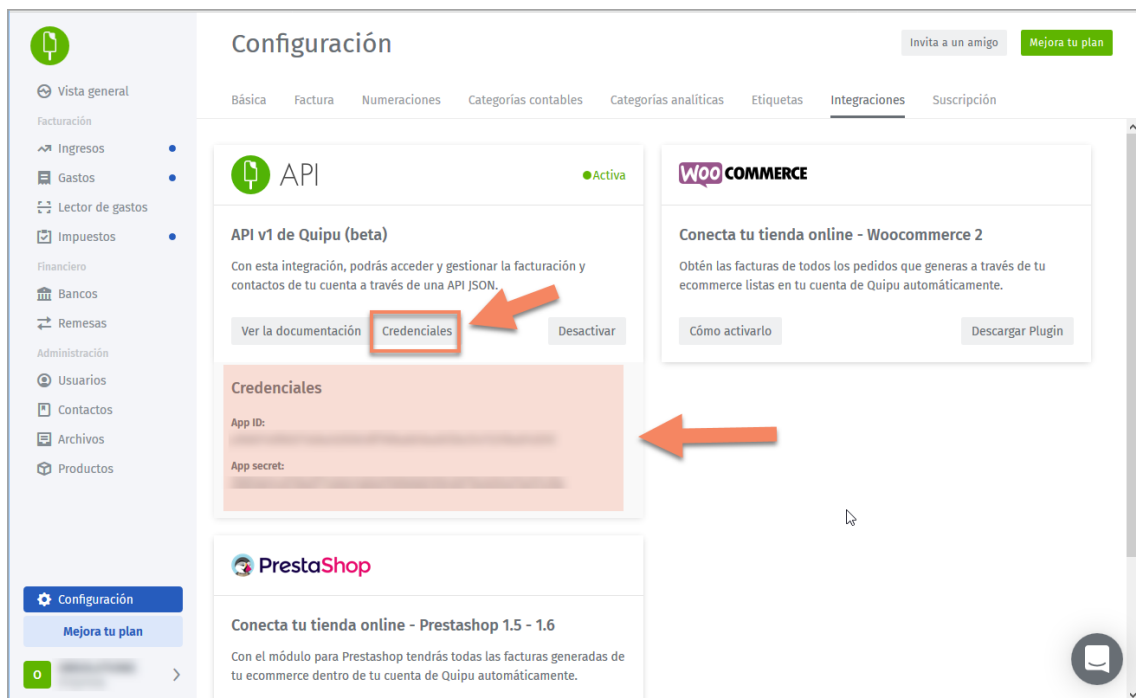 Configuración
Invita a un amigo
Mejora tu plan
Vista general
Facturación
Ingresos
Gastos
Lector de gastos
Impuestos
Financiero
Bancos
Remesas
Administración
Usuarios
Contactos
Archivos
Productos
Configuración
Mejora tu plan
O
Básica Factura Numeraciones Categorías contables Categorías analíticas Etiquetas Integraciones Suscripción
API
Activa
API v1 de Quipu (beta)
Con esta integración, podrás acceder y gestionar la facturación y
contactos de tu cuenta a través de una API JSON.
Ver la documentación Credenciales Desactivar
Credenciales
App ID:
App secret:
WOO COMMERCE
Conecta tu tienda online - Woocommerce 2
Obtén las facturas de todos los pedidos que generas a través de tu
ecommerce listas en tu cuenta de Quipu automáticamente.
Cómo activarlo Descargar Plugin
PrestaShop
Conecta tu tienda online - Prestashop 1.5 - 1.6
Con el módulo para Prestashop tendrás todas las facturas generadas de
tu ecommerce dentro de tu cuenta de Quipu automáticamente.